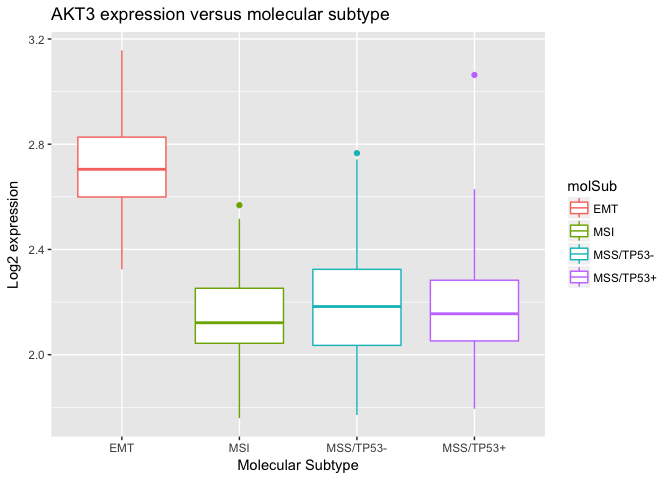 AKT3 expression versus molecular subtype
3.2
2.8
2.4
2.0
Log2 expression
EMT
MSI
MSS/TP53-
MSS/TP53+
Molecular Subtype
molSub
EMT
MSI
MSS/TP53-
MSS/TP53+